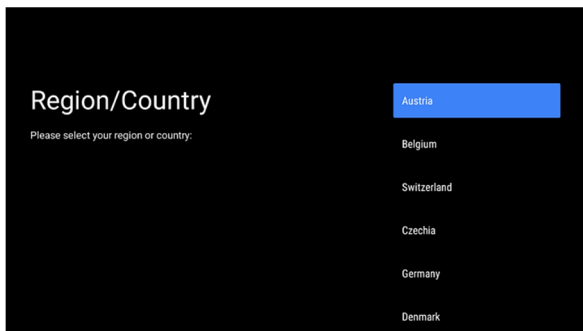 Region/Country
Please select your region or country:
Austria
Belgium
Switzerland
Czechia
Germany
Denmark